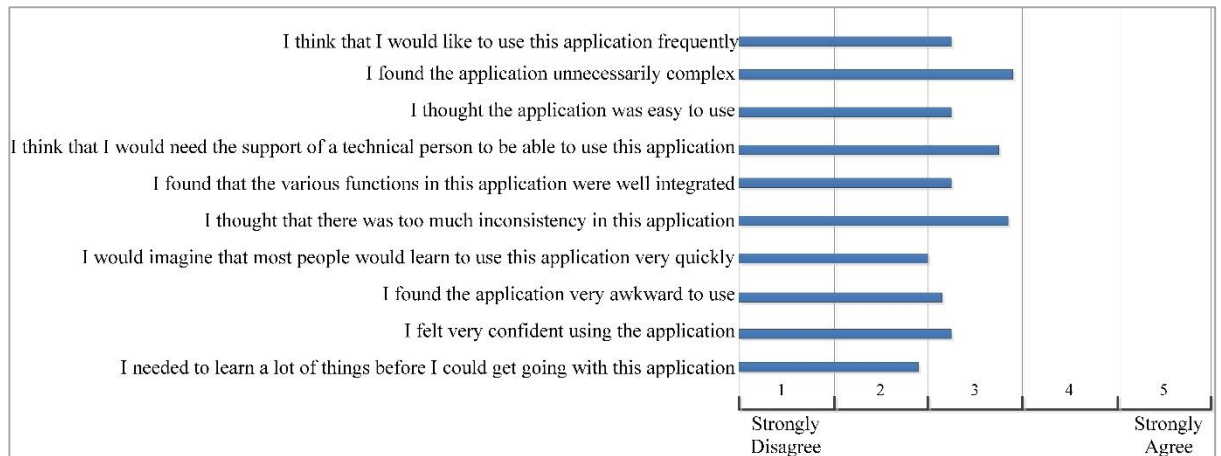 I think that I would like to use this application frequently
I found the application unnecessarily complex
I thought the application was easy to use
I think that I would need the support of a technical person to be able to use this application
I found that the various functions in this application were well integrated
I thought that there was too much inconsistency in this application
I would imagine that most people would learn to use this application very quickly
I found the application very awkward to use
I felt very confident using the application
I needed to learn a lot of things before I could get going with this application
1 2 3 4 5
Strongly Disagree
Strongly Agree